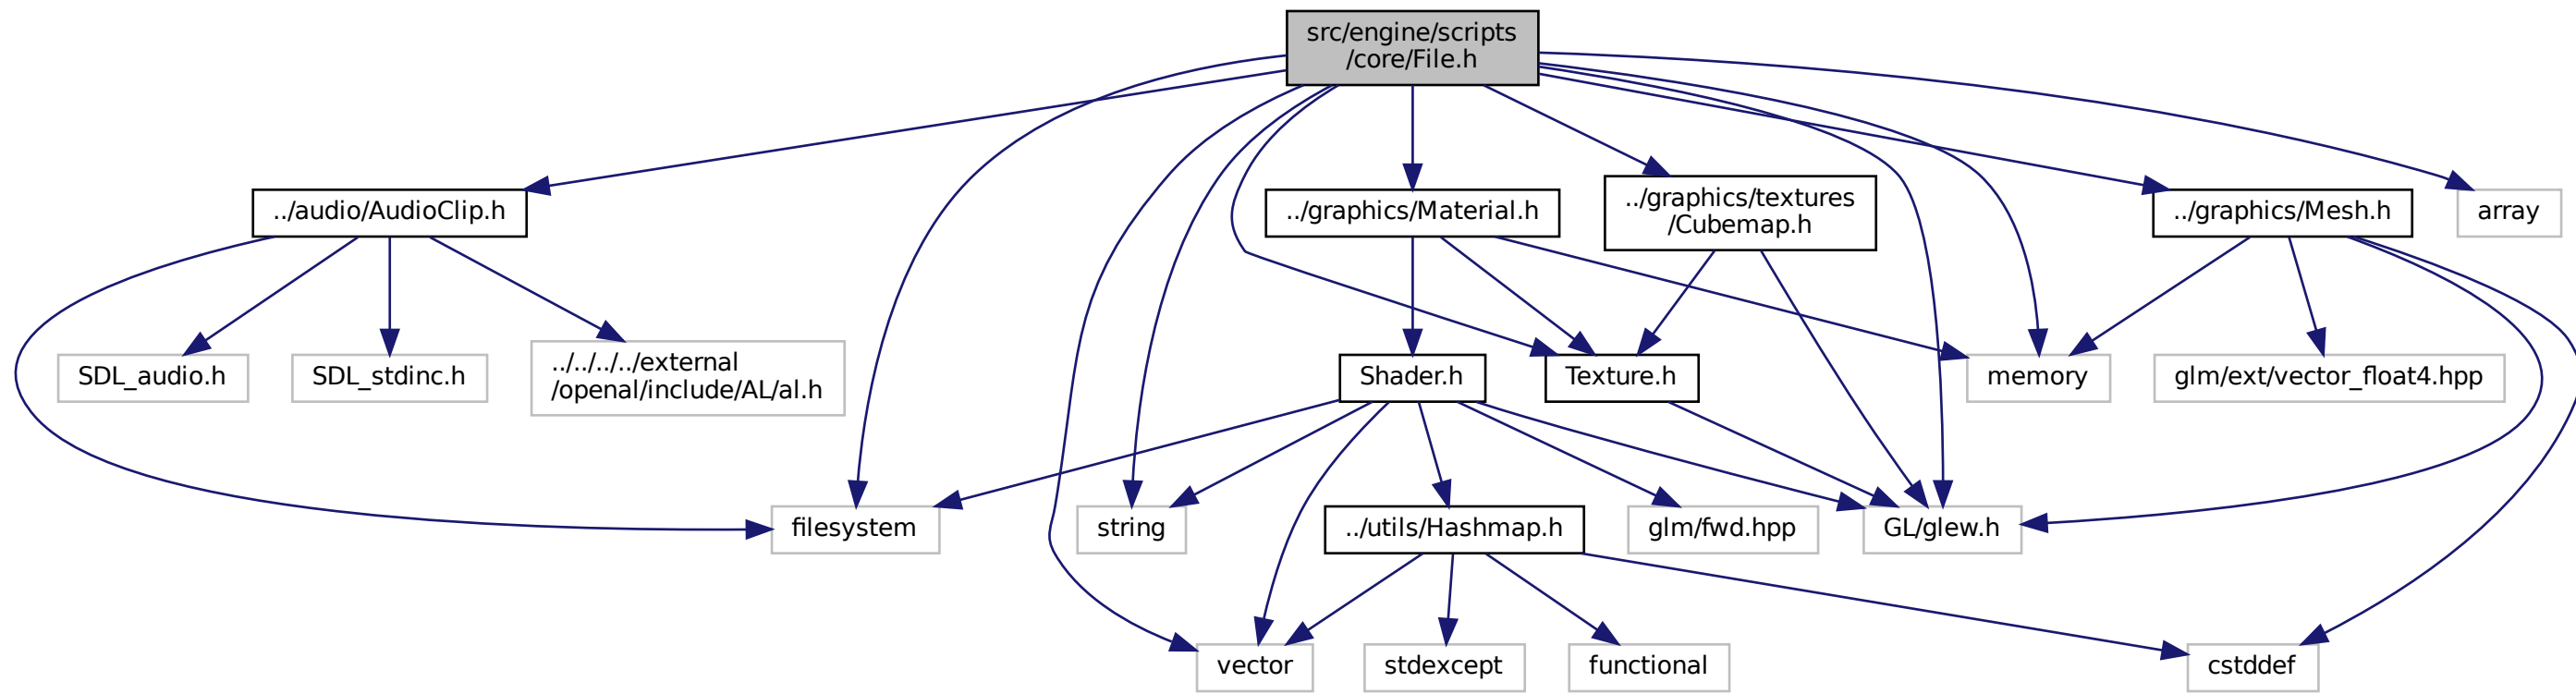 src/engine/scripts
/core/File.h
../audio/AudioClip.h
../graphics/Material.h
../graphics/textures
/Cubemap.h
../graphics/Mesh.h
array
SDL_audio.h
SDL_stdinc.h
../../../../external
/openal/include/AL/al.h
Shader.h
Texture.h
memory
glm/ext/vector_float4.hpp
filesystem
string
../utils/Hashmap.h
glm/fwd.hpp
GL/glew.h
vector
stdexcept
functional
cstddef